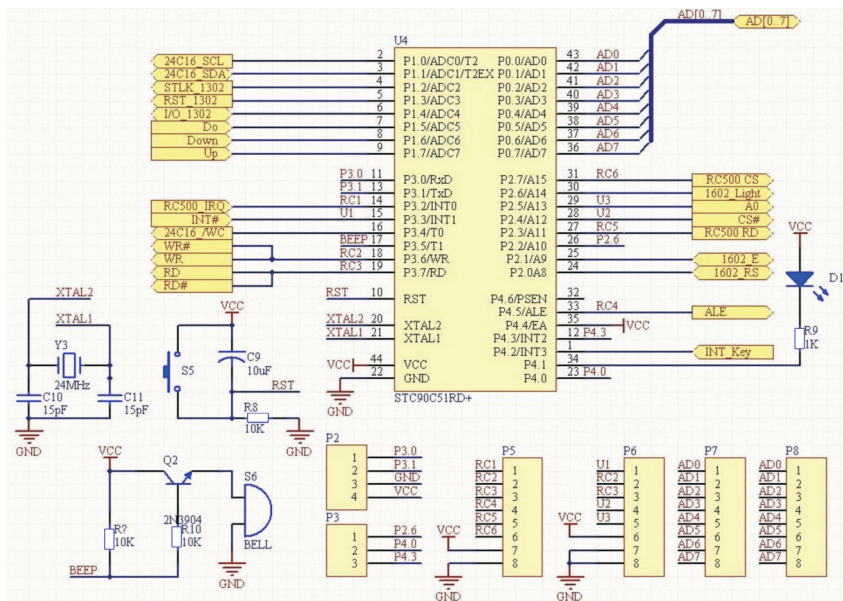 AD[0..7]
AD[0..7]
U4
24C16_SCL 2 P1.0/ADC0/T2 P0.0/AD0 43 AD0
24C16_SDA 3 P1.1/ADC1/T2EX P0.1/AD1 42 AD1
STLK_1302 4 P1.2/ADC2 P0.2/AD2 41 AD2
RST_1302 5 P1.3/ADC3 P0.3/AD3 40 AD3
I/O_1302 6 P1.4/ADC4 P0.4/AD4 39 AD4
Do 7 P1.5/ADC5 P0.5/AD5 38 AD5
Down 8 P1.6/ADC6 P0.6/AD6 37 AD6
Up 9 P1.7/ADC7 P0.7/AD7 36 AD7
P3.0 11 P3.0/RxD P2.7/A15 31 RC6 RC500 CS
P3.1 13 P3.1/TxD P2.6/A14 30 1602_Light
RC500_IRQ RC1 14 P3.2/INT0 P2.5/A13 29 U3 A0
INT# U1 15 P3.3/INT1 P2.4/A12 28 U2 CS#
24C16_/WC 16 P3.4/T0 P2.3/A11 27 RC5 RC500 RD
WR# BEEP 17 P3.5/T1 P2.2/A10 26 P2.6
WR RC2 18 P3.6/WR P2.1/A9 25 1602_E
RD RC3 19 P3.7/RD P2.0A8 24 1602_RS
RD#
VCC
D1
R9
1K
RST 10 RST P4.6/PSEN 32
P4.5/ALE 33 RC4 ALE
XTAL2 20 XTAL2 P4.4/EA 35 VCC
XTAL1 21 XTAL1 P4.3/INT2 12 P4.3
P4.2/INT3 1 INT_Key
VCC 44 VCC P4.1 34
22 GND P4.0 23 P4.0
GND
STC90C51RD+
XTAL2
XTAL1
Y3
24MHz
C10
15pF
C11
15pF
GND
VCC
S5
C9
10uF
RST
R8
10K
GND
VCC
Q2
2N3904
S6
BELL
R?
10K
R10
10K
BEEP
GND
P2
1 P3.0
2 P3.1
3 GND
4 VCC
P3
1 P2.6
2 P4.0
3 P4.3
P5
RC1 1
RC2 2
RC3 3
RC4 4
RC5 5
RC6 6
VCC 7
8
GND
P6
U1 1
RC2 2
RC3 3
U2 4
U3 5
VCC 6
7
8
GND
P7
AD0 1
AD1 2
AD2 3
AD3 4
AD4 5
AD5 6
AD6 7
AD7 8
P8
AD0 1
AD1 2
AD2 3
AD3 4
AD4 5
AD5 6
AD6 7
AD7 8